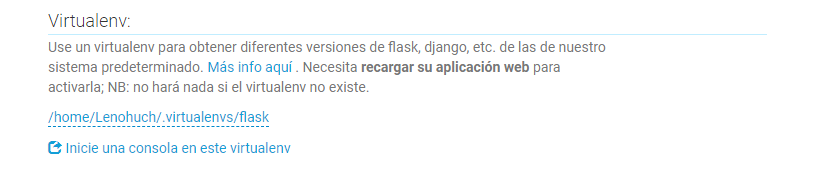 Virtualenv:
Use un virtualenv para obtener diferentes versiones de flask, django, etc. de las de nuestro
sistema predeterminado. Más info aquí . Necesita recargar su aplicación web para
activarla; NB: no hará nada si el virtualenv no existe.
/home/Lenohuch/.virtualenvs/flask
Inicie una consola en este virtualenv